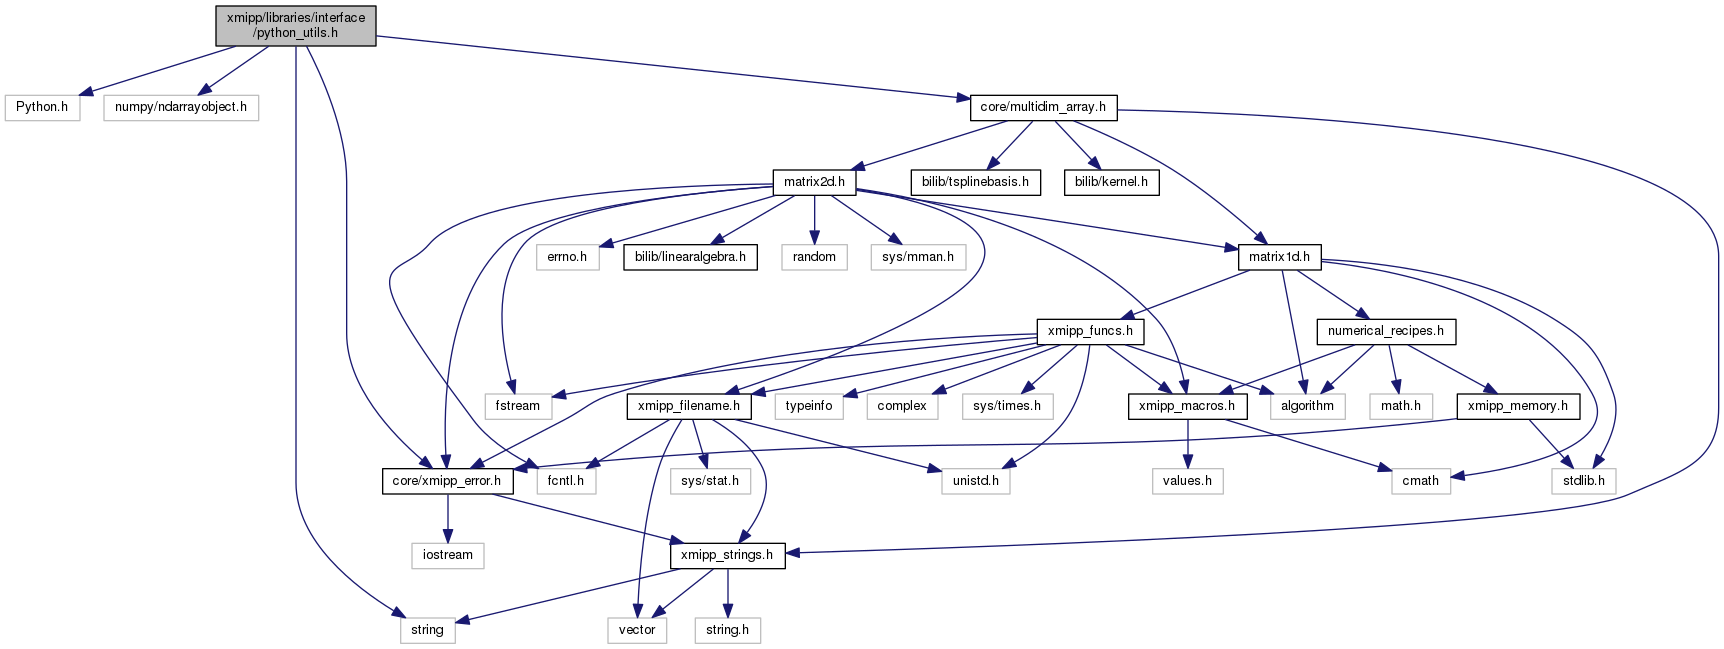 xmipp/libraries/interface
/python_utils.h
Python.h
numpy/ndarrayobject.h
core/multidim_array.h
matrix2d.h
bilib/tsplinebasis.h
bilib/kernel.h
errno.h
bilib/linearalgebra.h
random
sys/mman.h
matrix1d.h
xmipp_funcs.h
numerical_recipes.h
fstream
xmipp_filename.h
typeinfo
complex
sys/times.h
xmipp_macros.h
algorithm
math.h
xmipp_memory.h
core/xmipp_error.h
fcntl.h
sys/stat.h
unistd.h
values.h
cmath
stdlib.h
iostream
xmipp_strings.h
string
vector
string.h